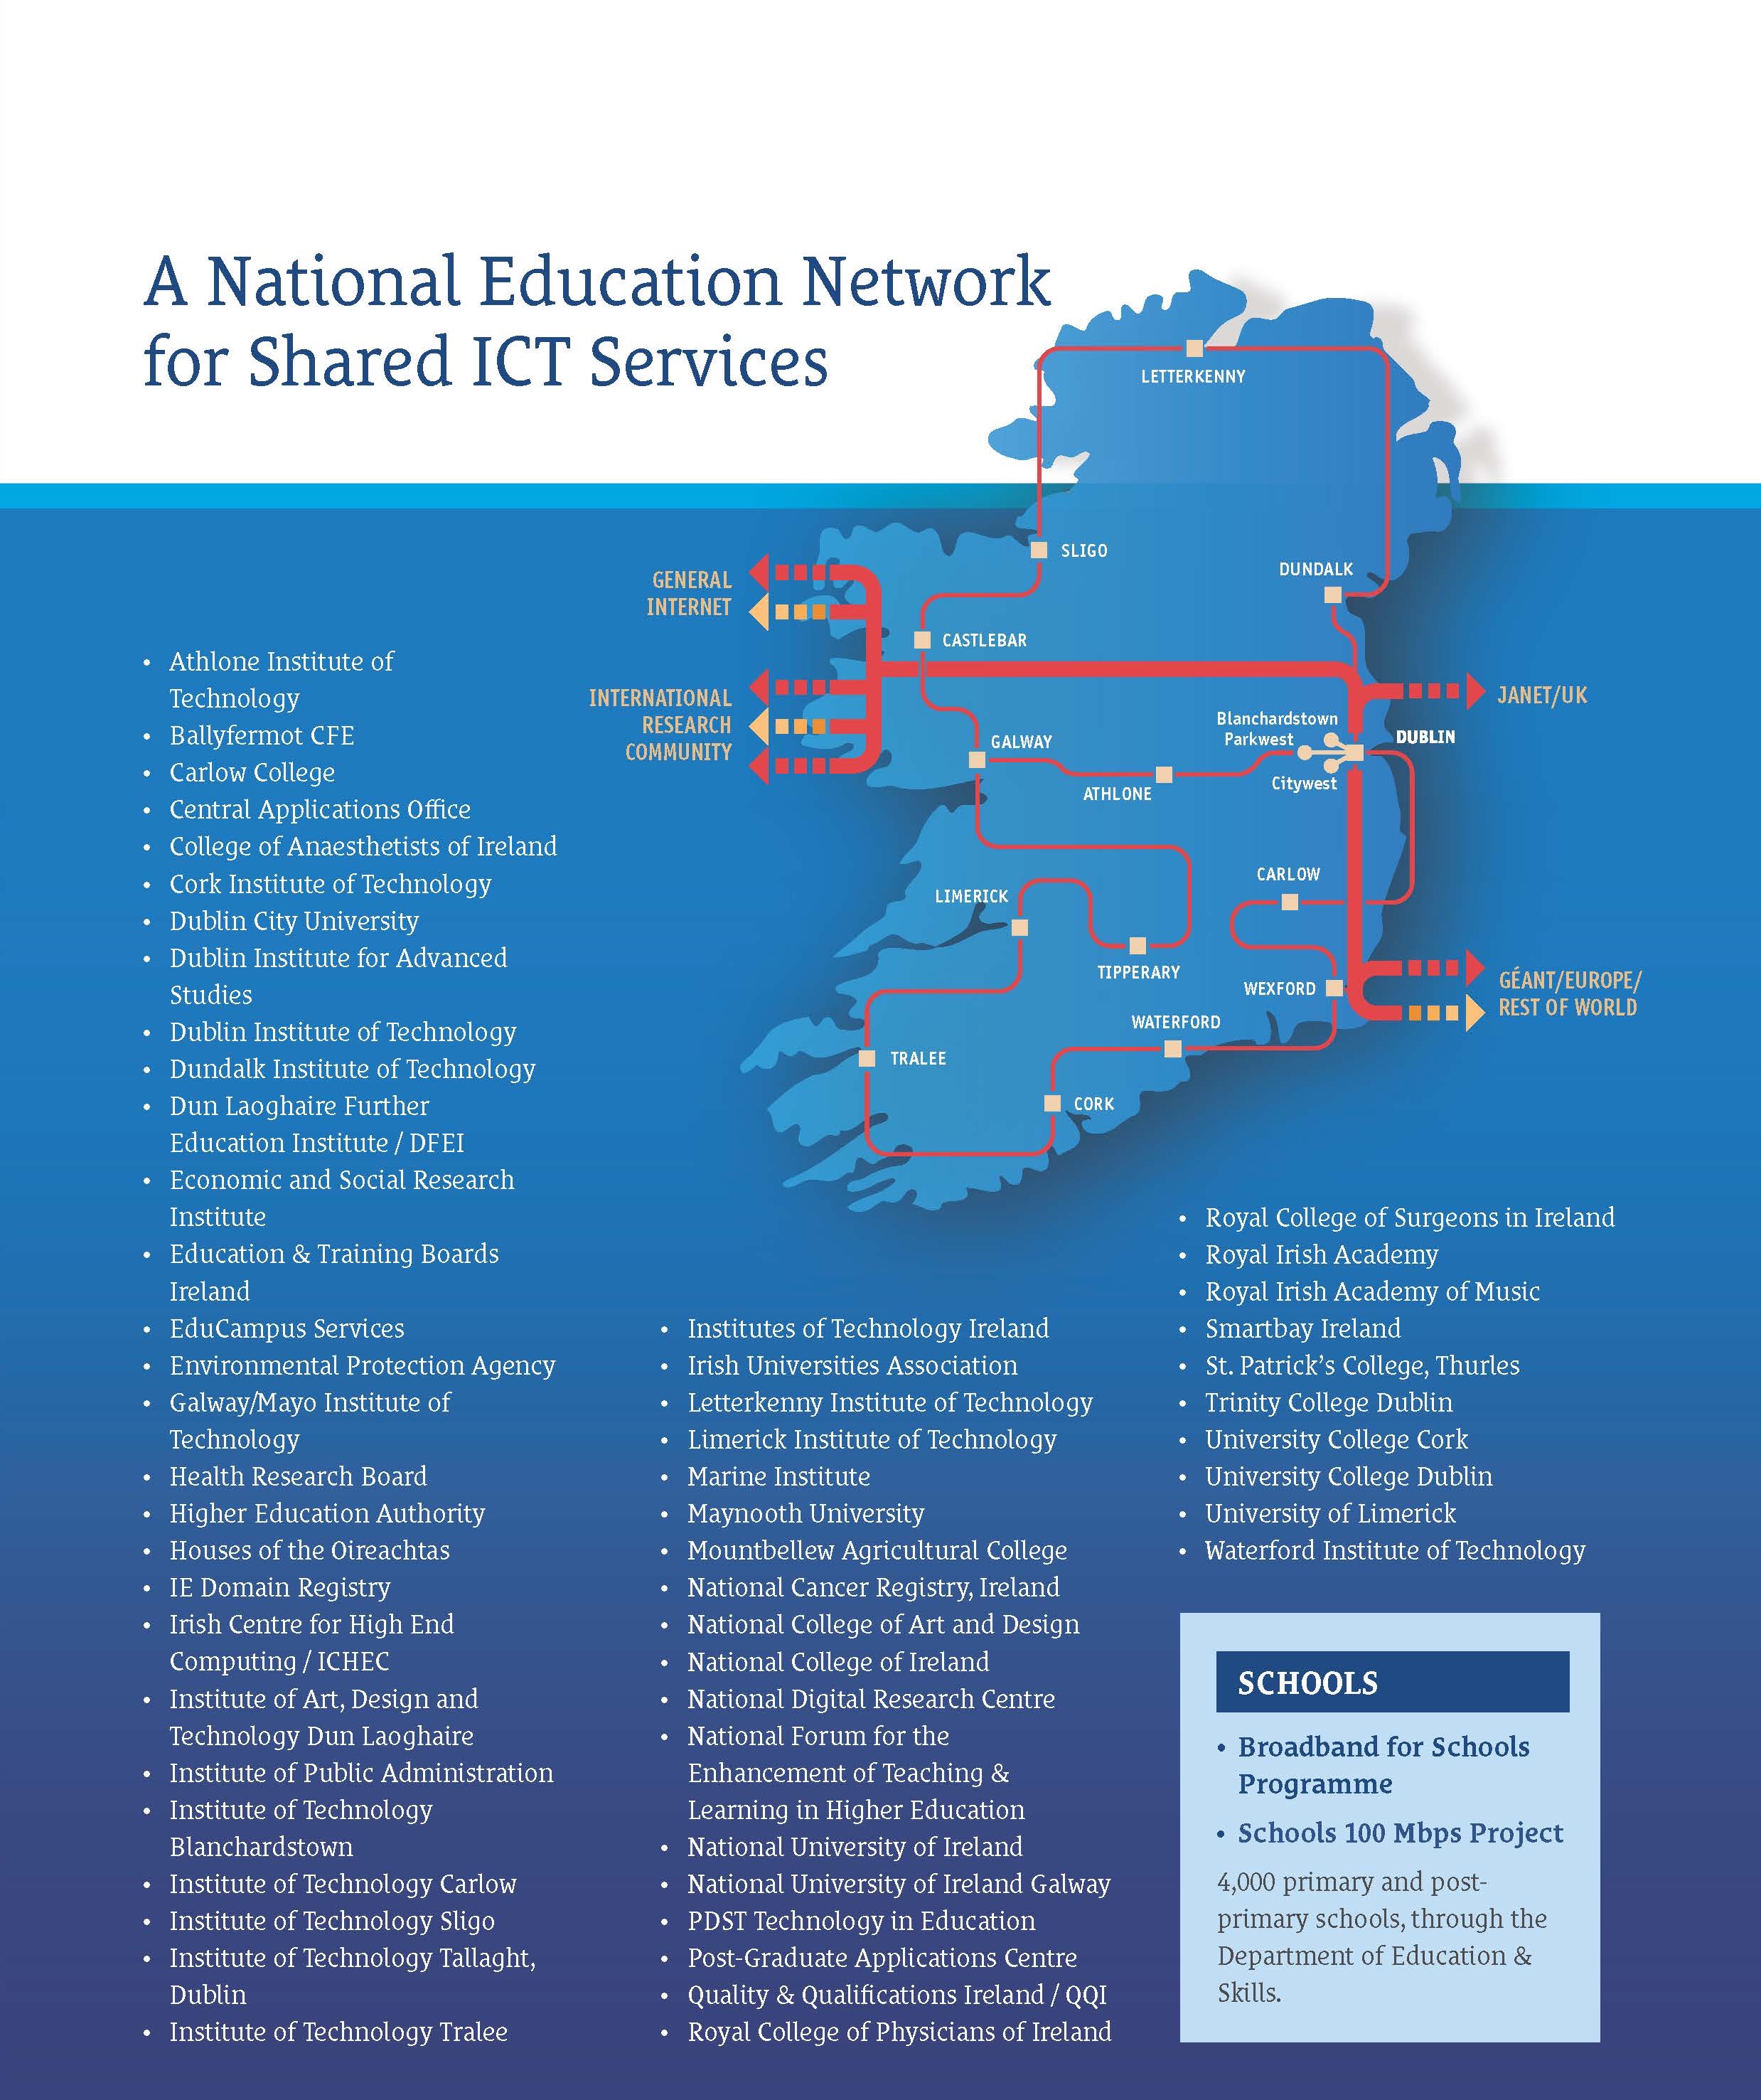 A National Education Network
for Shared ICT Services
LETTERKENNY
SLIGO
DUNDALK
GENERAL
INTERNET
CASTLEBAR
INTERNATIONAL
RESEARCH
COMMUNITY
JANET/UK
Blanchardstown
Parkwest
DUBLIN
GALWAY
Citywest
ATHLONE
CARLOW
LIMERICK
TIPPERARY
WEXFORD
GÉANT/EUROPE/
REST OF WORLD
WATERFORD
TRALEE
CORK
• Athlone Institute of
Technology
• Ballyfermot CFE
• Carlow College
• Central Applications Office
• College of Anaesthetists of Ireland
• Cork Institute of Technology
• Dublin City University
• Dublin Institute for Advanced
Studies
• Dublin Institute of Technology
• Dundalk Institute of Technology
• Dun Laoghaire Further
Education Institute / DFEI
• Economic and Social Research
Institute
• Education & Training Boards
Ireland
• EduCampus Services
• Environmental Protection Agency
• Galway/Mayo Institute of
Technology
• Health Research Board
• Higher Education Authority
• Houses of the Oireachtas
• IE Domain Registry
• Irish Centre for High End
Computing / ICHEC
• Institute of Art, Design and
Technology Dun Laoghaire
• Institute of Public Administration
• Institute of Technology
Blanchardstown
• Institute of Technology Carlow
• Institute of Technology Sligo
• Institute of Technology Tallaght,
Dublin
• Institute of Technology Tralee
• Institutes of Technology Ireland
• Irish Universities Association
• Letterkenny Institute of Technology
• Limerick Institute of Technology
• Marine Institute
• Maynooth University
• Mountbellew Agricultural College
• National Cancer Registry, Ireland
• National College of Art and Design
• National College of Ireland
• National Digital Research Centre
• National Forum for the
Enhancement of Teaching &
Learning in Higher Education
• National University of Ireland
• National University of Ireland Galway
• PDST Technology in Education
• Post-Graduate Applications Centre
• Quality & Qualifications Ireland / QQI
• Royal College of Physicians of Ireland
• Royal College of Surgeons in Ireland
• Royal Irish Academy
• Royal Irish Academy of Music
• Smartbay Ireland
• St. Patrick’s College, Thurles
• Trinity College Dublin
• University College Cork
• University College Dublin
• University of Limerick
• Waterford Institute of Technology
SCHOOLS
• Broadband for Schools
Programme
• Schools 100 Mbps Project
4,000 primary and post-
primary schools, through the
Department of Education &
Skills.